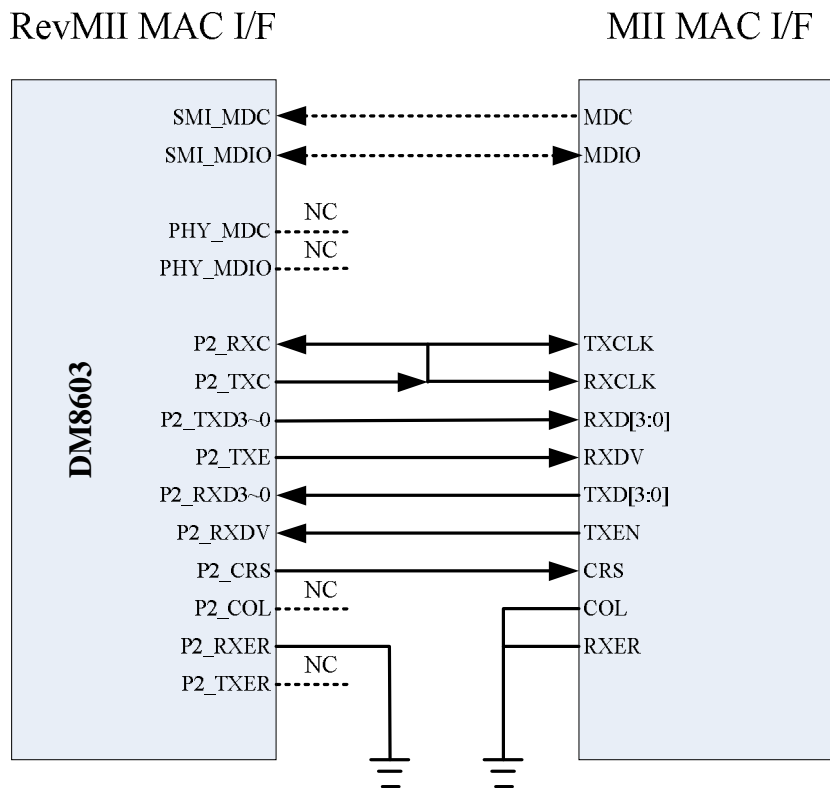 RevMII MAC I/F
MII MAC I/F
SMI_MDC
MDC
SMI_MDIO
MDIO
NC
PHY_MDC
NC
PHY_MDIO
P2_RXC
TXCLK
P2_TXC
RXCLK
DM8603
P2_TXD3~0
RXD[3:0]
P2_TXE
RXDV
P2_RXD3~0
TXD[3:0]
P2_RXDV
TXEN
P2_CRS
CRS
NC
P2_COL
COL
P2_RXER
RXER
NC
P2_TXER